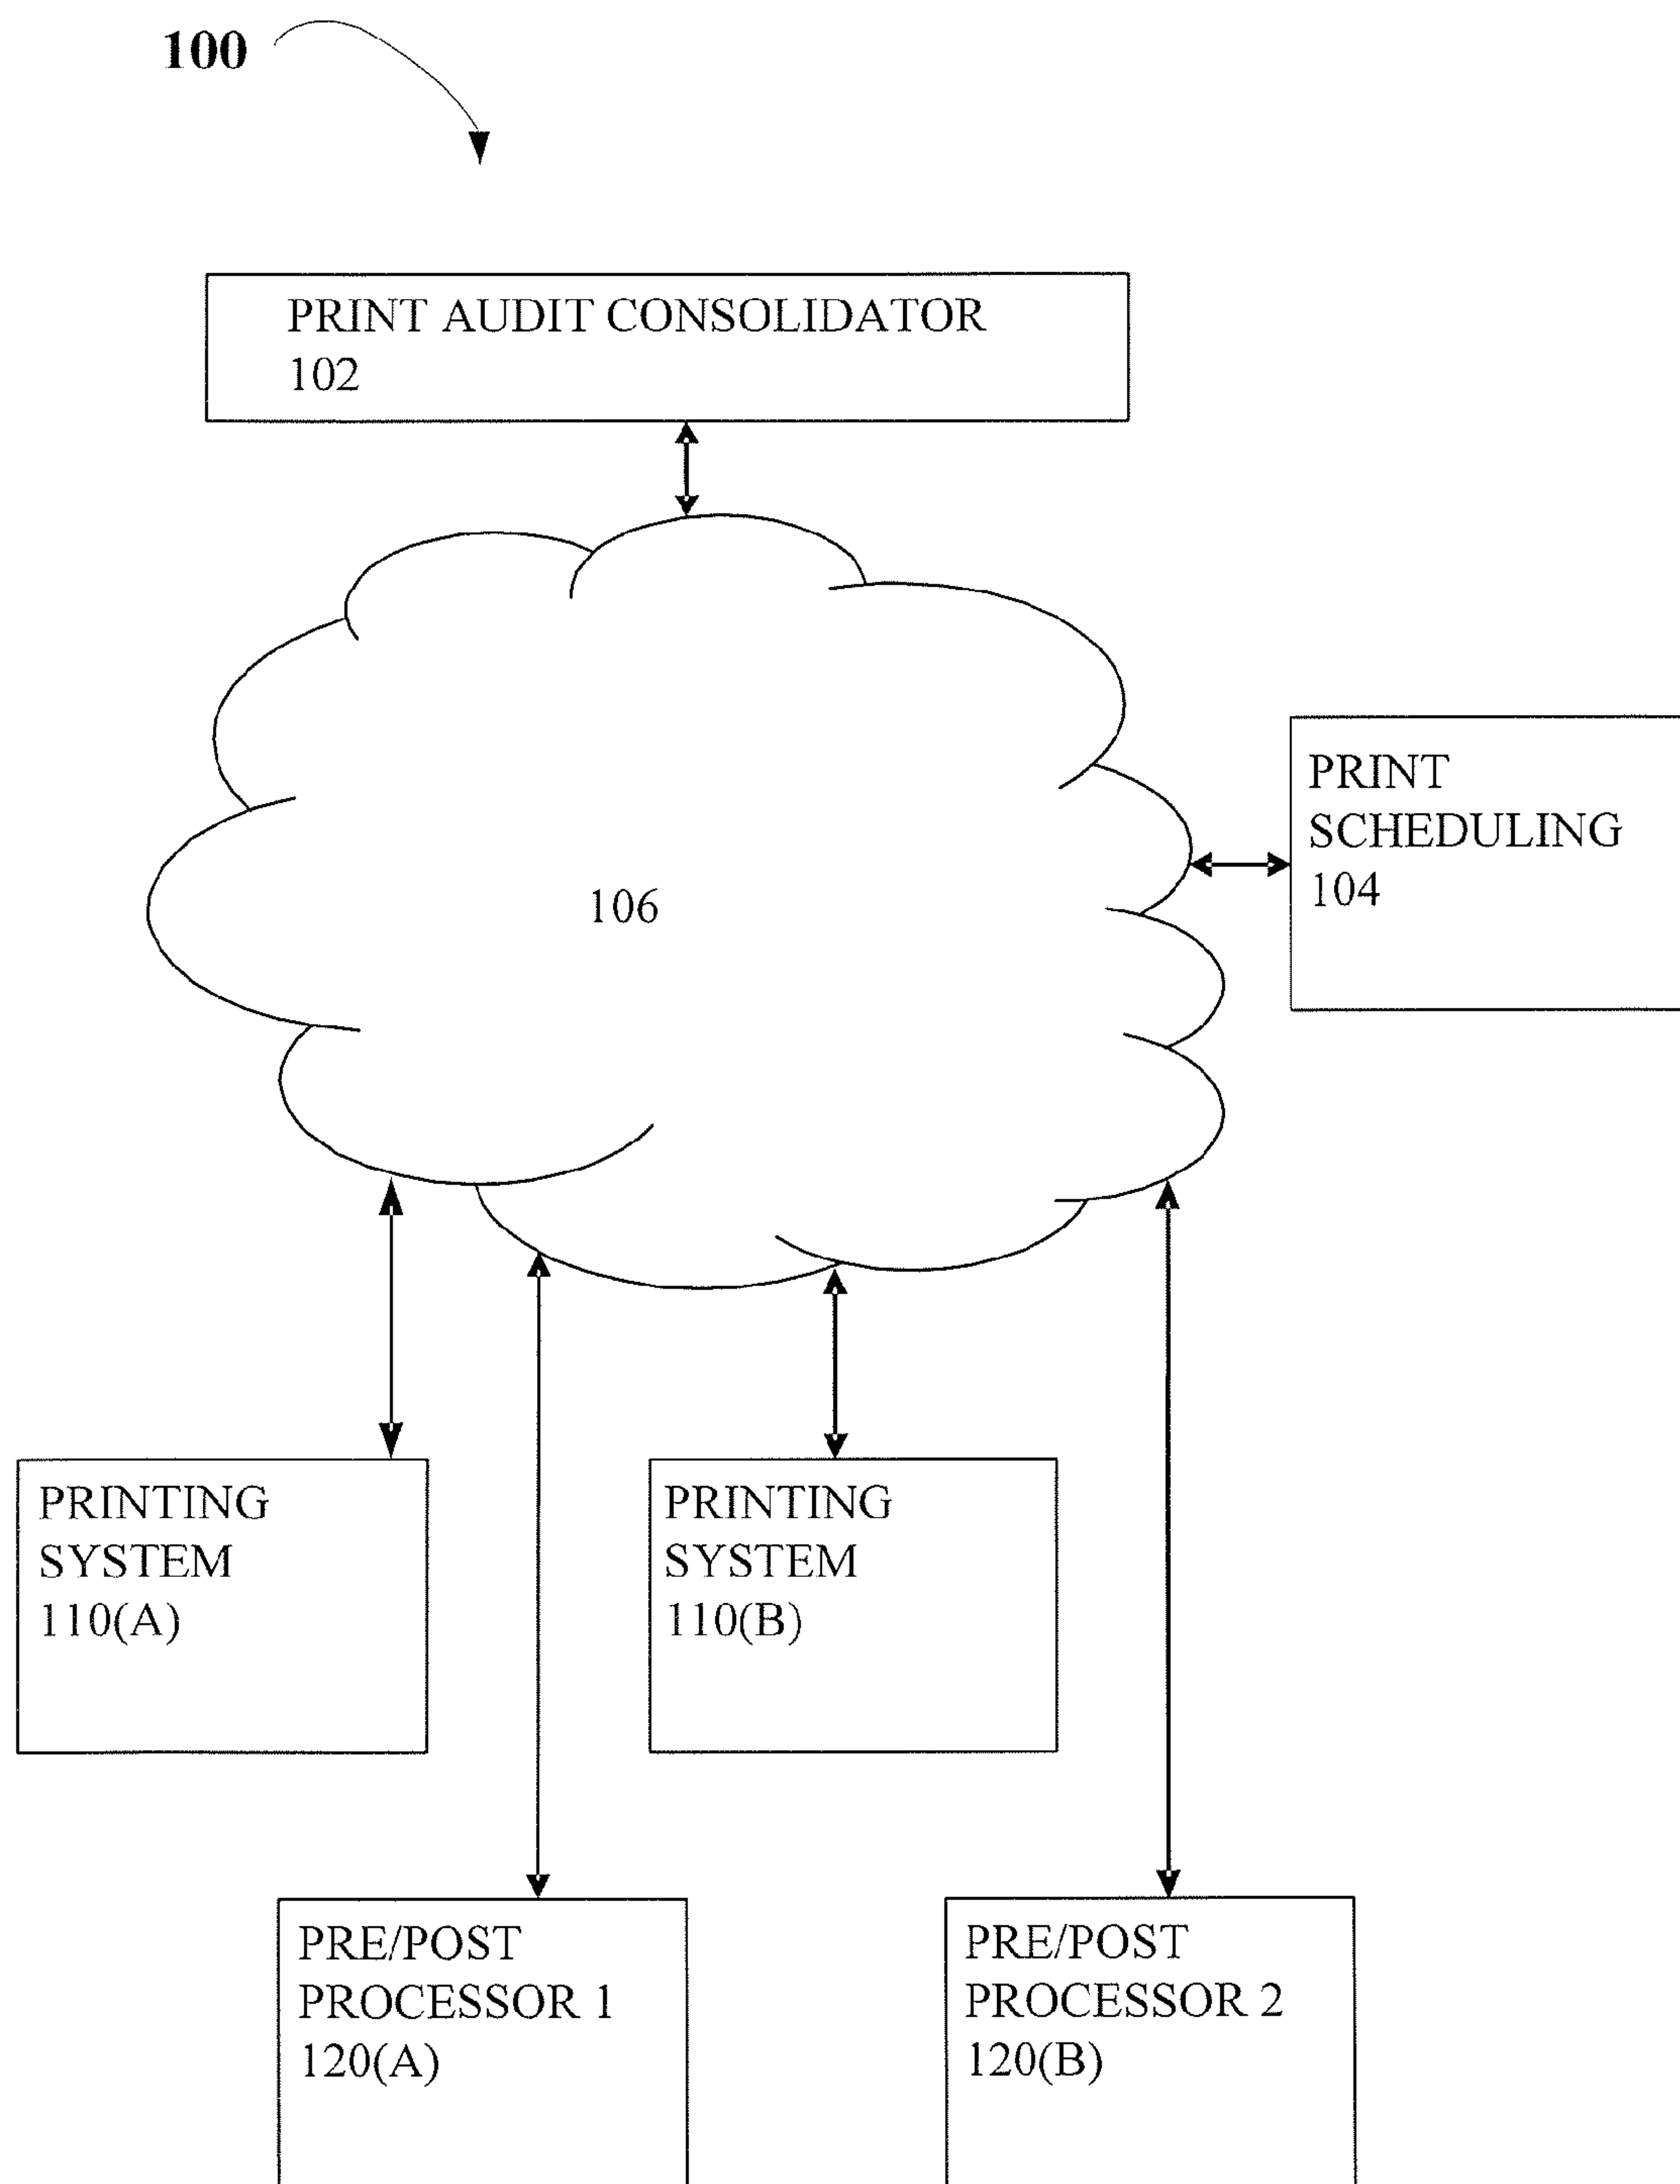 100
PRINT AUDIT CONSOLIDATOR
102
PRINT
SCHEDULING
104
106
PRINTING
SYSTEM
110(A)
PRINTING
SYSTEM
110(B)
PRE/POST
PROCESSOR 1
120(A)
PRE/POST
PROCESSOR 2
120(B)